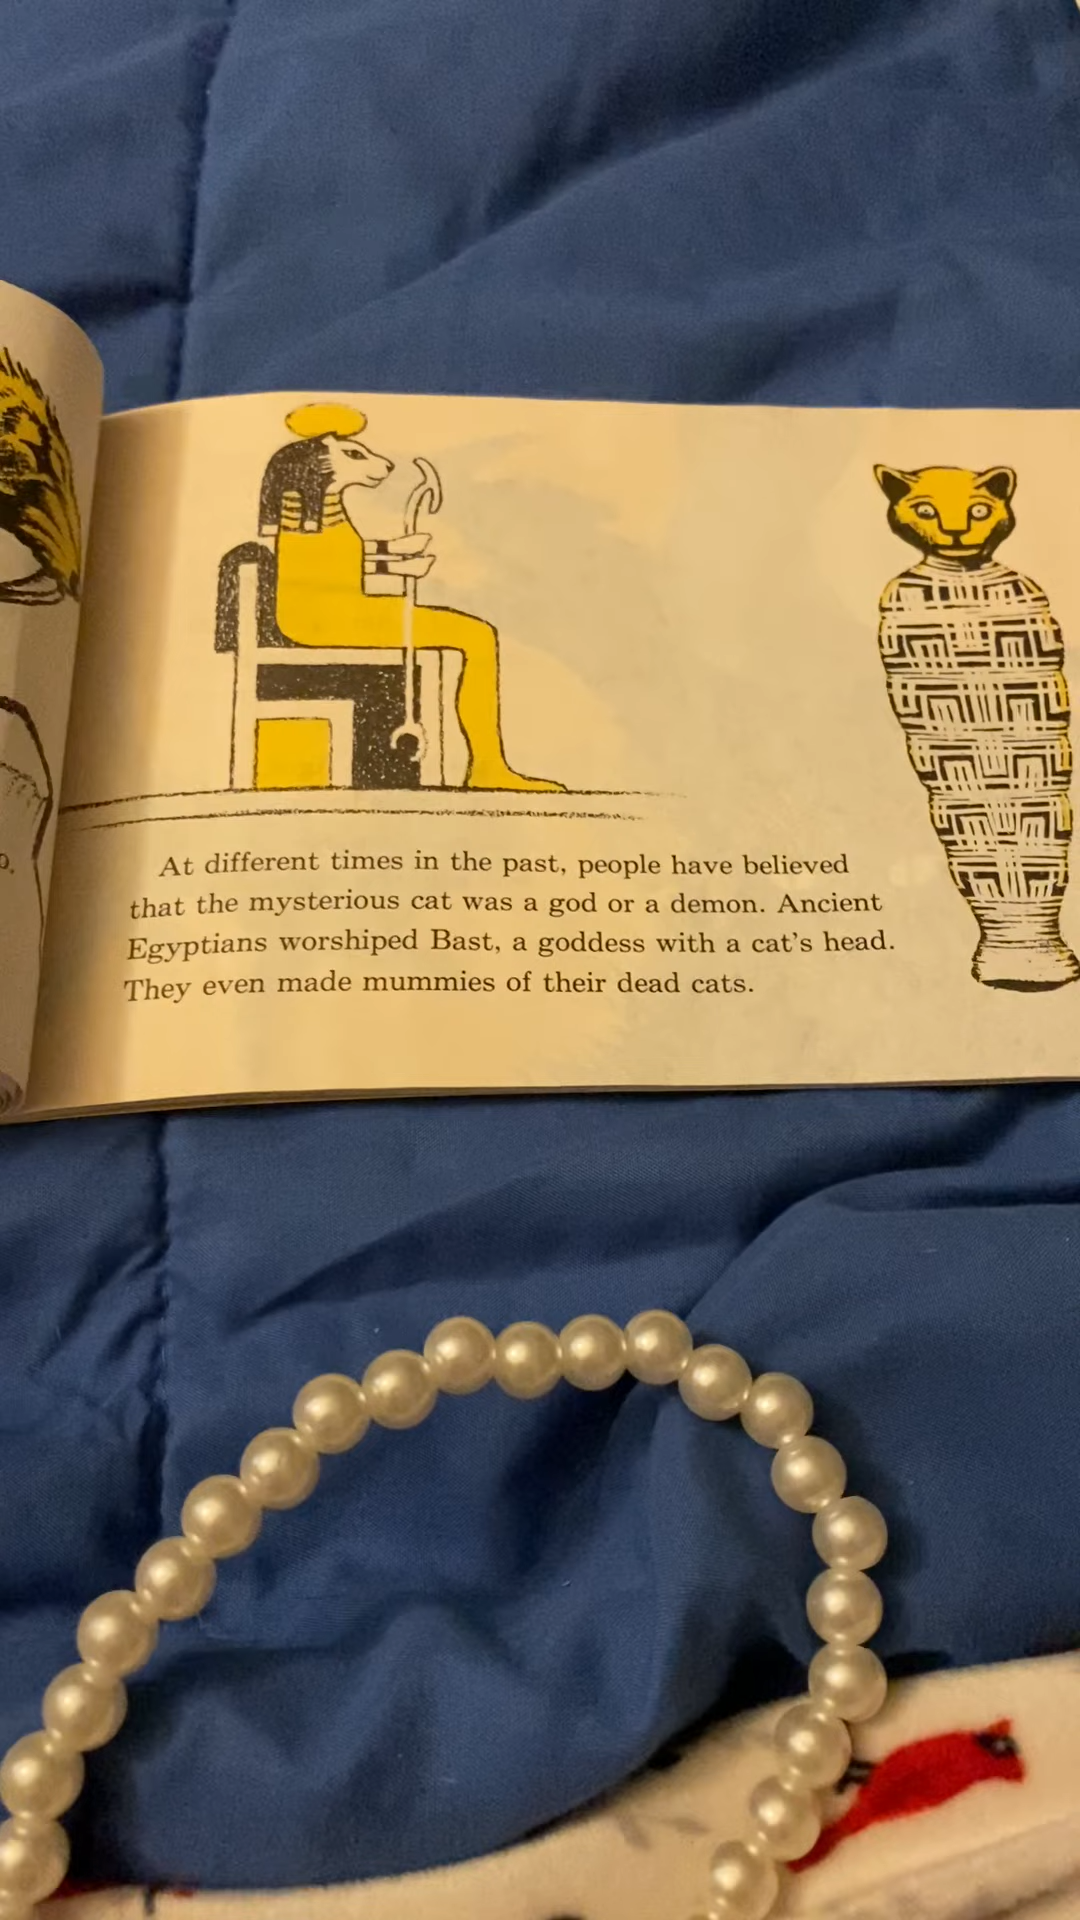 At different times in the past, people have believed
that the mysterious cat was a god or a demon. Ancient
Egyptians worshiped Bast, a goddess with a cat's head.
They even made mummies of their dead cats.